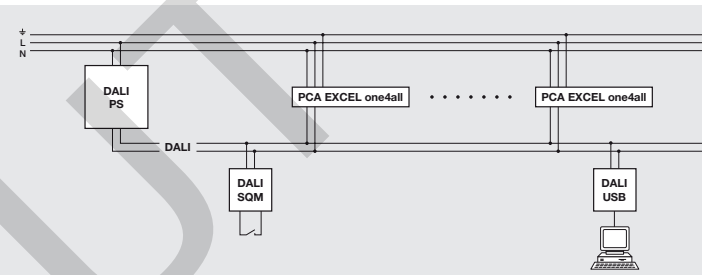 ⏚
L
N
DALI
PS
PCA EXCEL one4all
PCA EXCEL one4all
DALI
DALI
SQM
DALI
USB